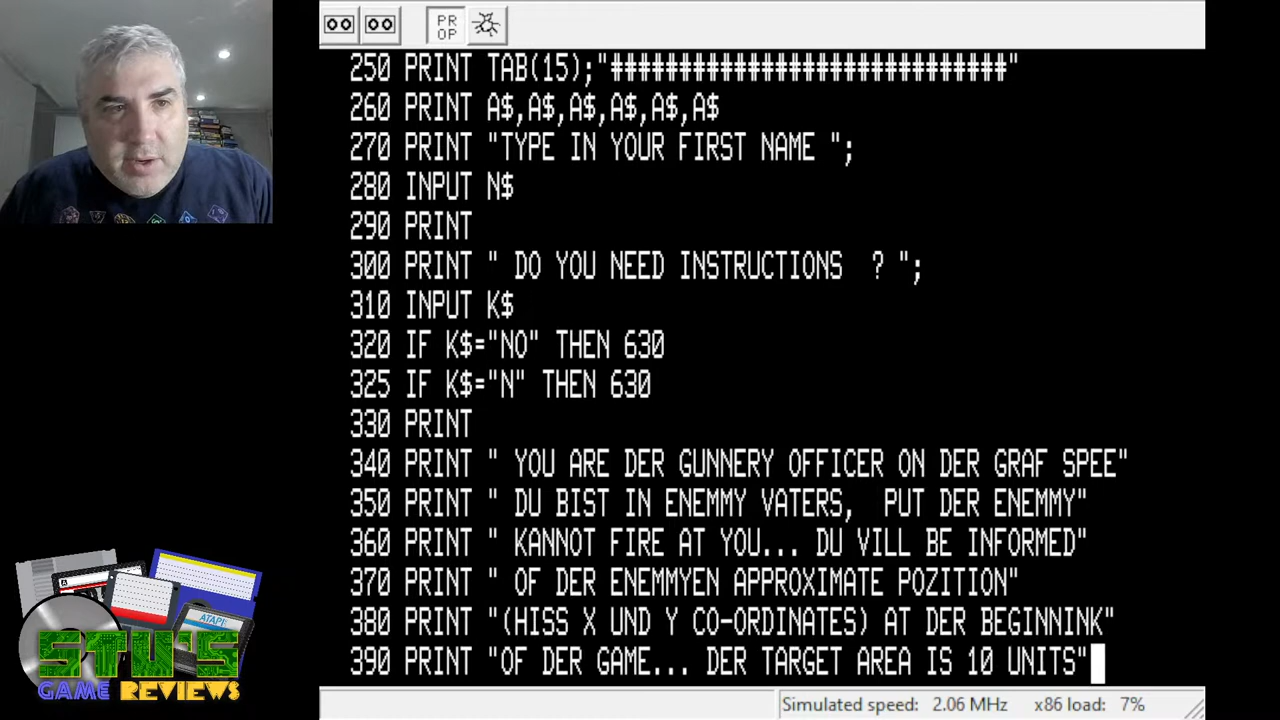 PR
OP
250 PRINT TAB(15);"#############################"
260 PRINT A$,A$,A$,A$,A$,A$
270 PRINT "TYPE IN YOUR FIRST NAME ";
280 INPUT N$
290 PRINT
300 PRINT " DO YOU NEED INSTRUCTIONS  ? ";
310 INPUT K$
320 IF K$="NO" THEN 630
325 IF K$="N" THEN 630
330 PRINT
340 PRINT " YOU ARE DER GUNNERY OFFICER ON DER GRAF SPEE"
350 PRINT " DU BIST IN ENEMMY VATERS,  PUT DER ENEMMY"
360 PRINT " KANNOT FIRE AT YOU... DU VILL BE INFORMED"
370 PRINT " OF DER ENEMMYEN APPROXIMATE POZITION"
380 PRINT "(HISS X UND Y CO-ORDINATES) AT DER BEGINNINK"
390 PRINT "OF DER GAME... DER TARGET AREA IS 10 UNITS"
Simulated speed: 2.06 MHz x86 load: 7%
ATAPI
STU'S
GAME REVIEWS